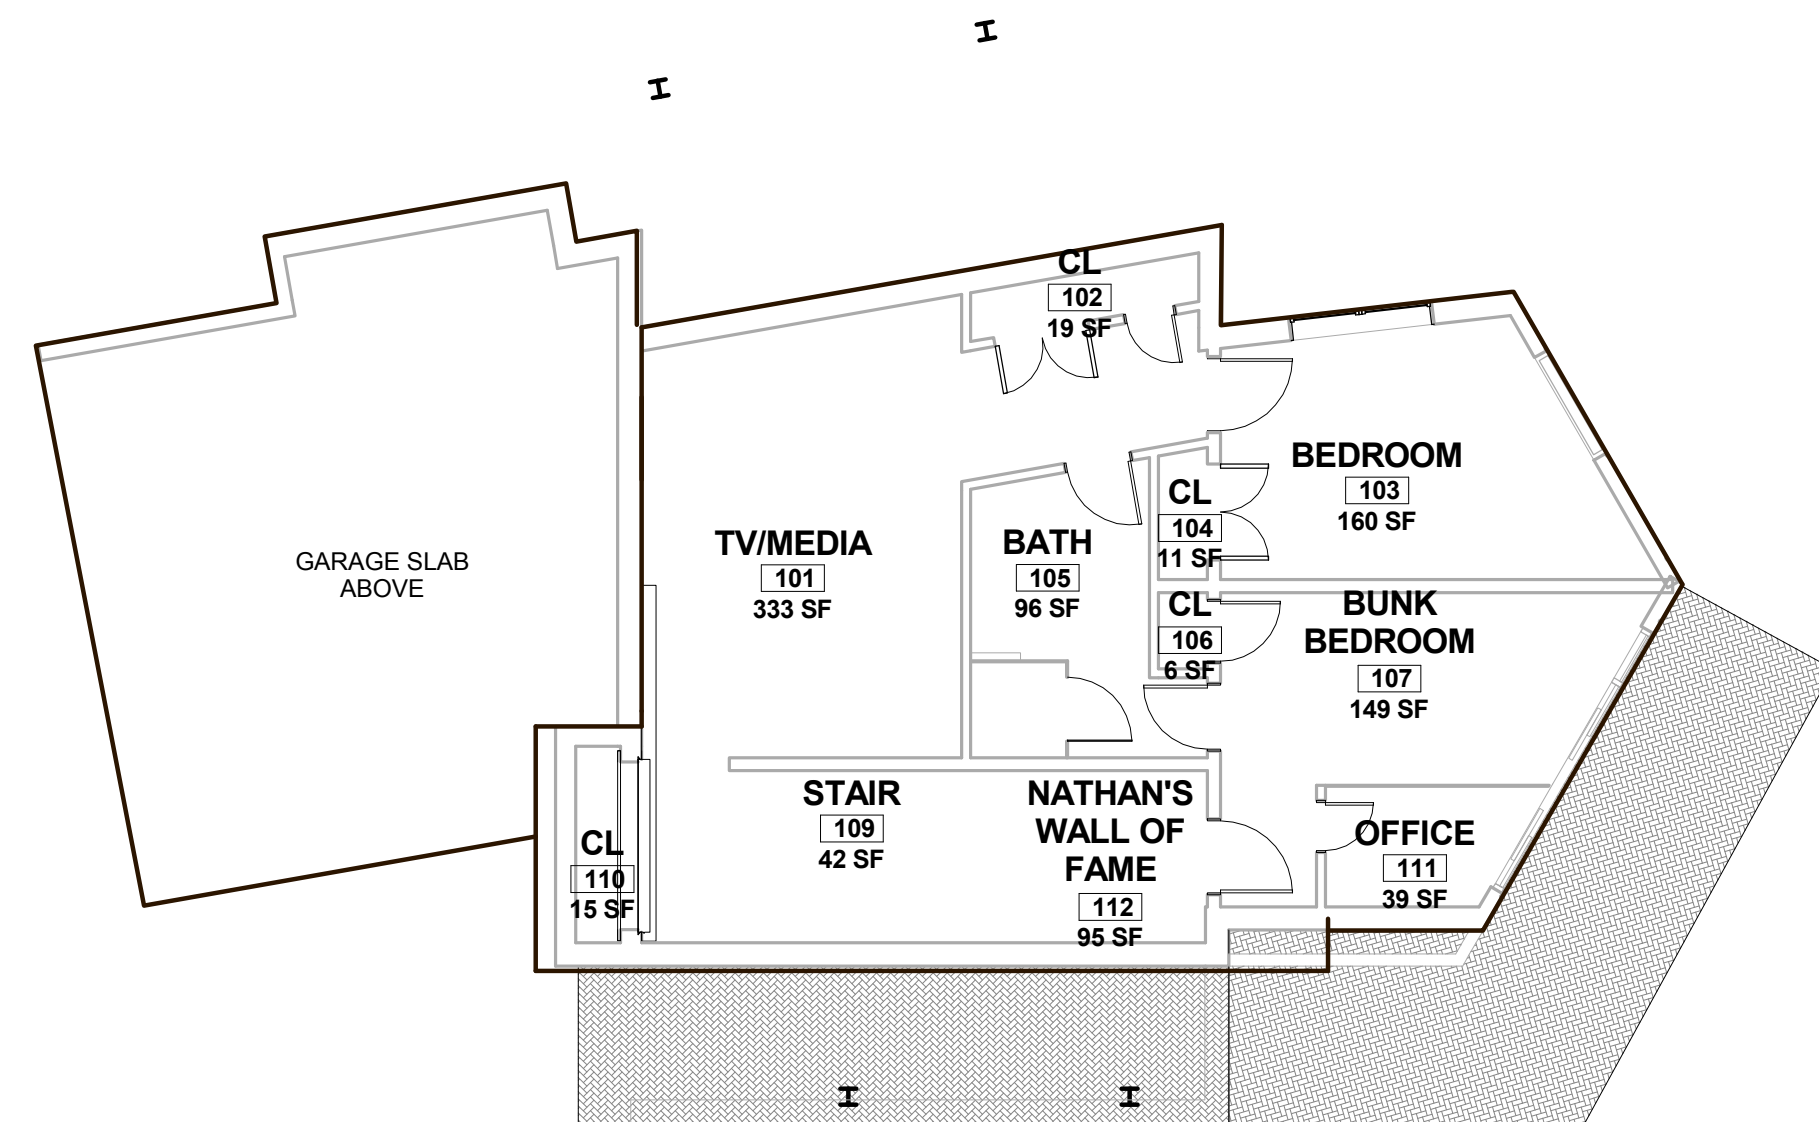 CL
102
19 SF
BEDROOM
103
160 SF
CL
104
11 SF
TV/MEDIA
101
333 SF
BATH
105
96 SF
GARAGE SLAB
ABOVE
CL
106
6 SF
BUNK
BEDROOM
107
149 SF
STAIR
109
42 SF
NATHAN'S
WALL OF
FAME
112
95 SF
OFFICE
111
39 SF
CL
110
15 SF